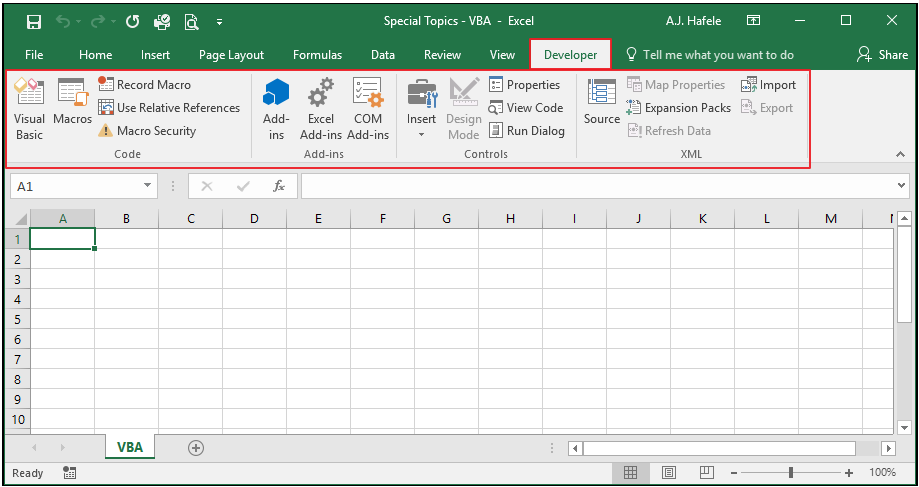 Special Topics - VBA - Excel
A.J. Hafele
File Home Insert Page Layout Formulas Data Review View Developer Tell me what you want to do Share
Visual Basic
Macros
Record Macro
Use Relative References
Macro Security
Code
Add-ins
Excel Add-ins
COM Add-ins
Add-ins
Insert
Design Mode
Properties
View Code
Run Dialog
Controls
Source
Map Properties
Expansion Packs
Refresh Data
Import
Export
XML
A1
fx
A B C D E F G H I J K L M N
1
2
3
4
5
6
7
8
9
10
VBA
Ready
100%